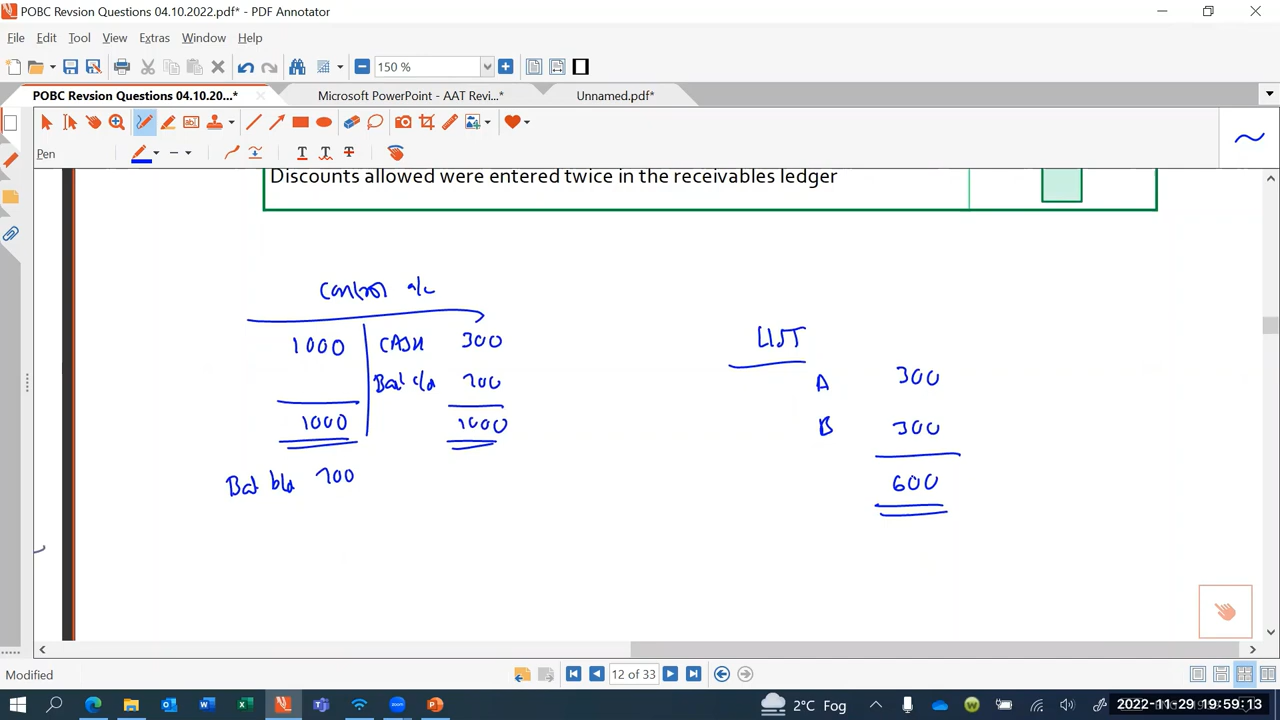 POBC Revsion Questions 04.10.2022.pdf* - PDF Annotator
File Edit Tool View Extras Window Help
150 %
POBC Revsion Questions 04.10.20...* Microsoft PowerPoint - AAT Revi...* Unnamed.pdf*
Pen
Discounts allowed were entered twice in the receivables ledger
Control a/c
1000 CASH 300
Bal c/d 700
1000 1000
Bal b/d 700
LIST
A 300
B 300
600
Modified
12 of 33
2°C Fog
2022-11-29 19:59:13